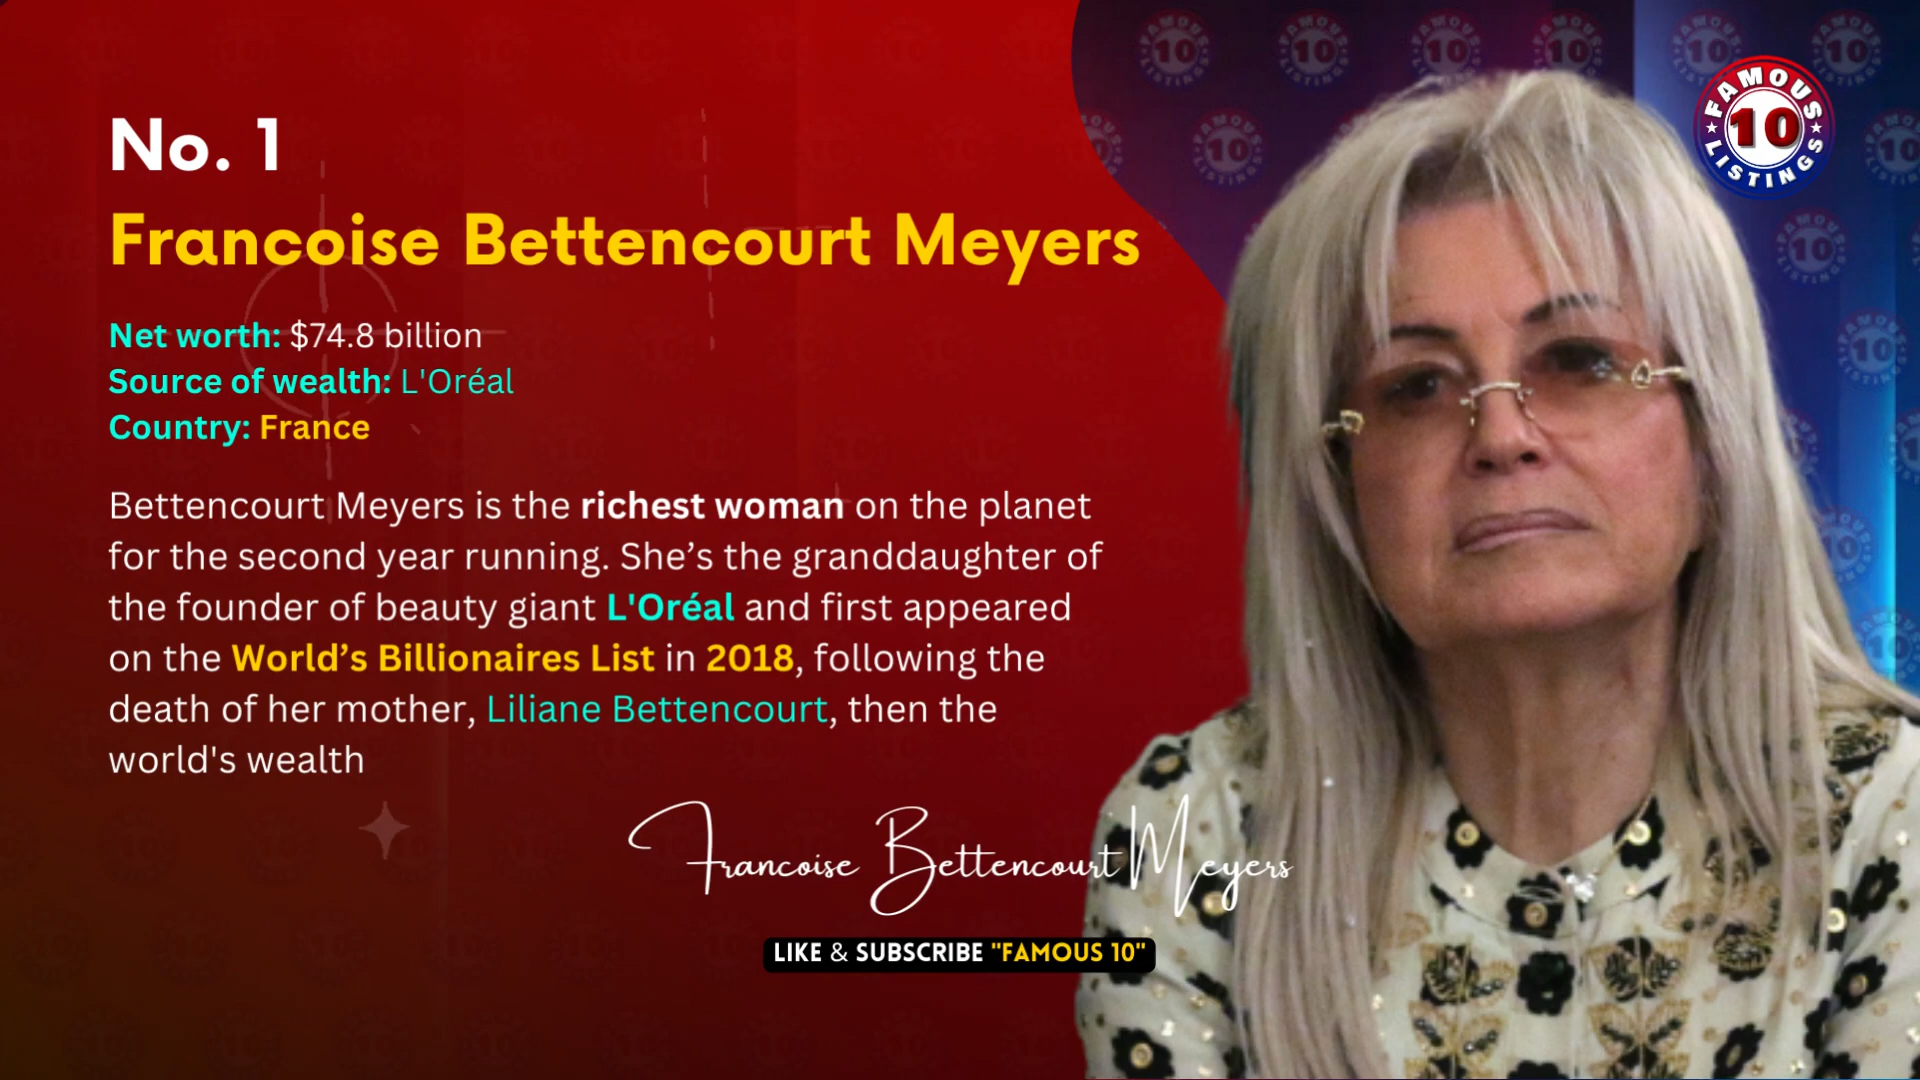 No. 1
Francoise Bettencourt Meyers
Net worth: $74.8 billion
Source of wealth: L'Oréal
Country: France
Bettencourt Meyers is the richest woman on the planet
for the second year running. She’s the granddaughter of
the founder of beauty giant L'Oréal and first appeared
on the World’s Billionaires List in 2018, following the
death of her mother, Liliane Bettencourt, then the
world's wealth
Francoise Bettencourt Meyers
LIKE & SUBSCRIBE "FAMOUS 10"
FAMOUS
10
LISTINGS